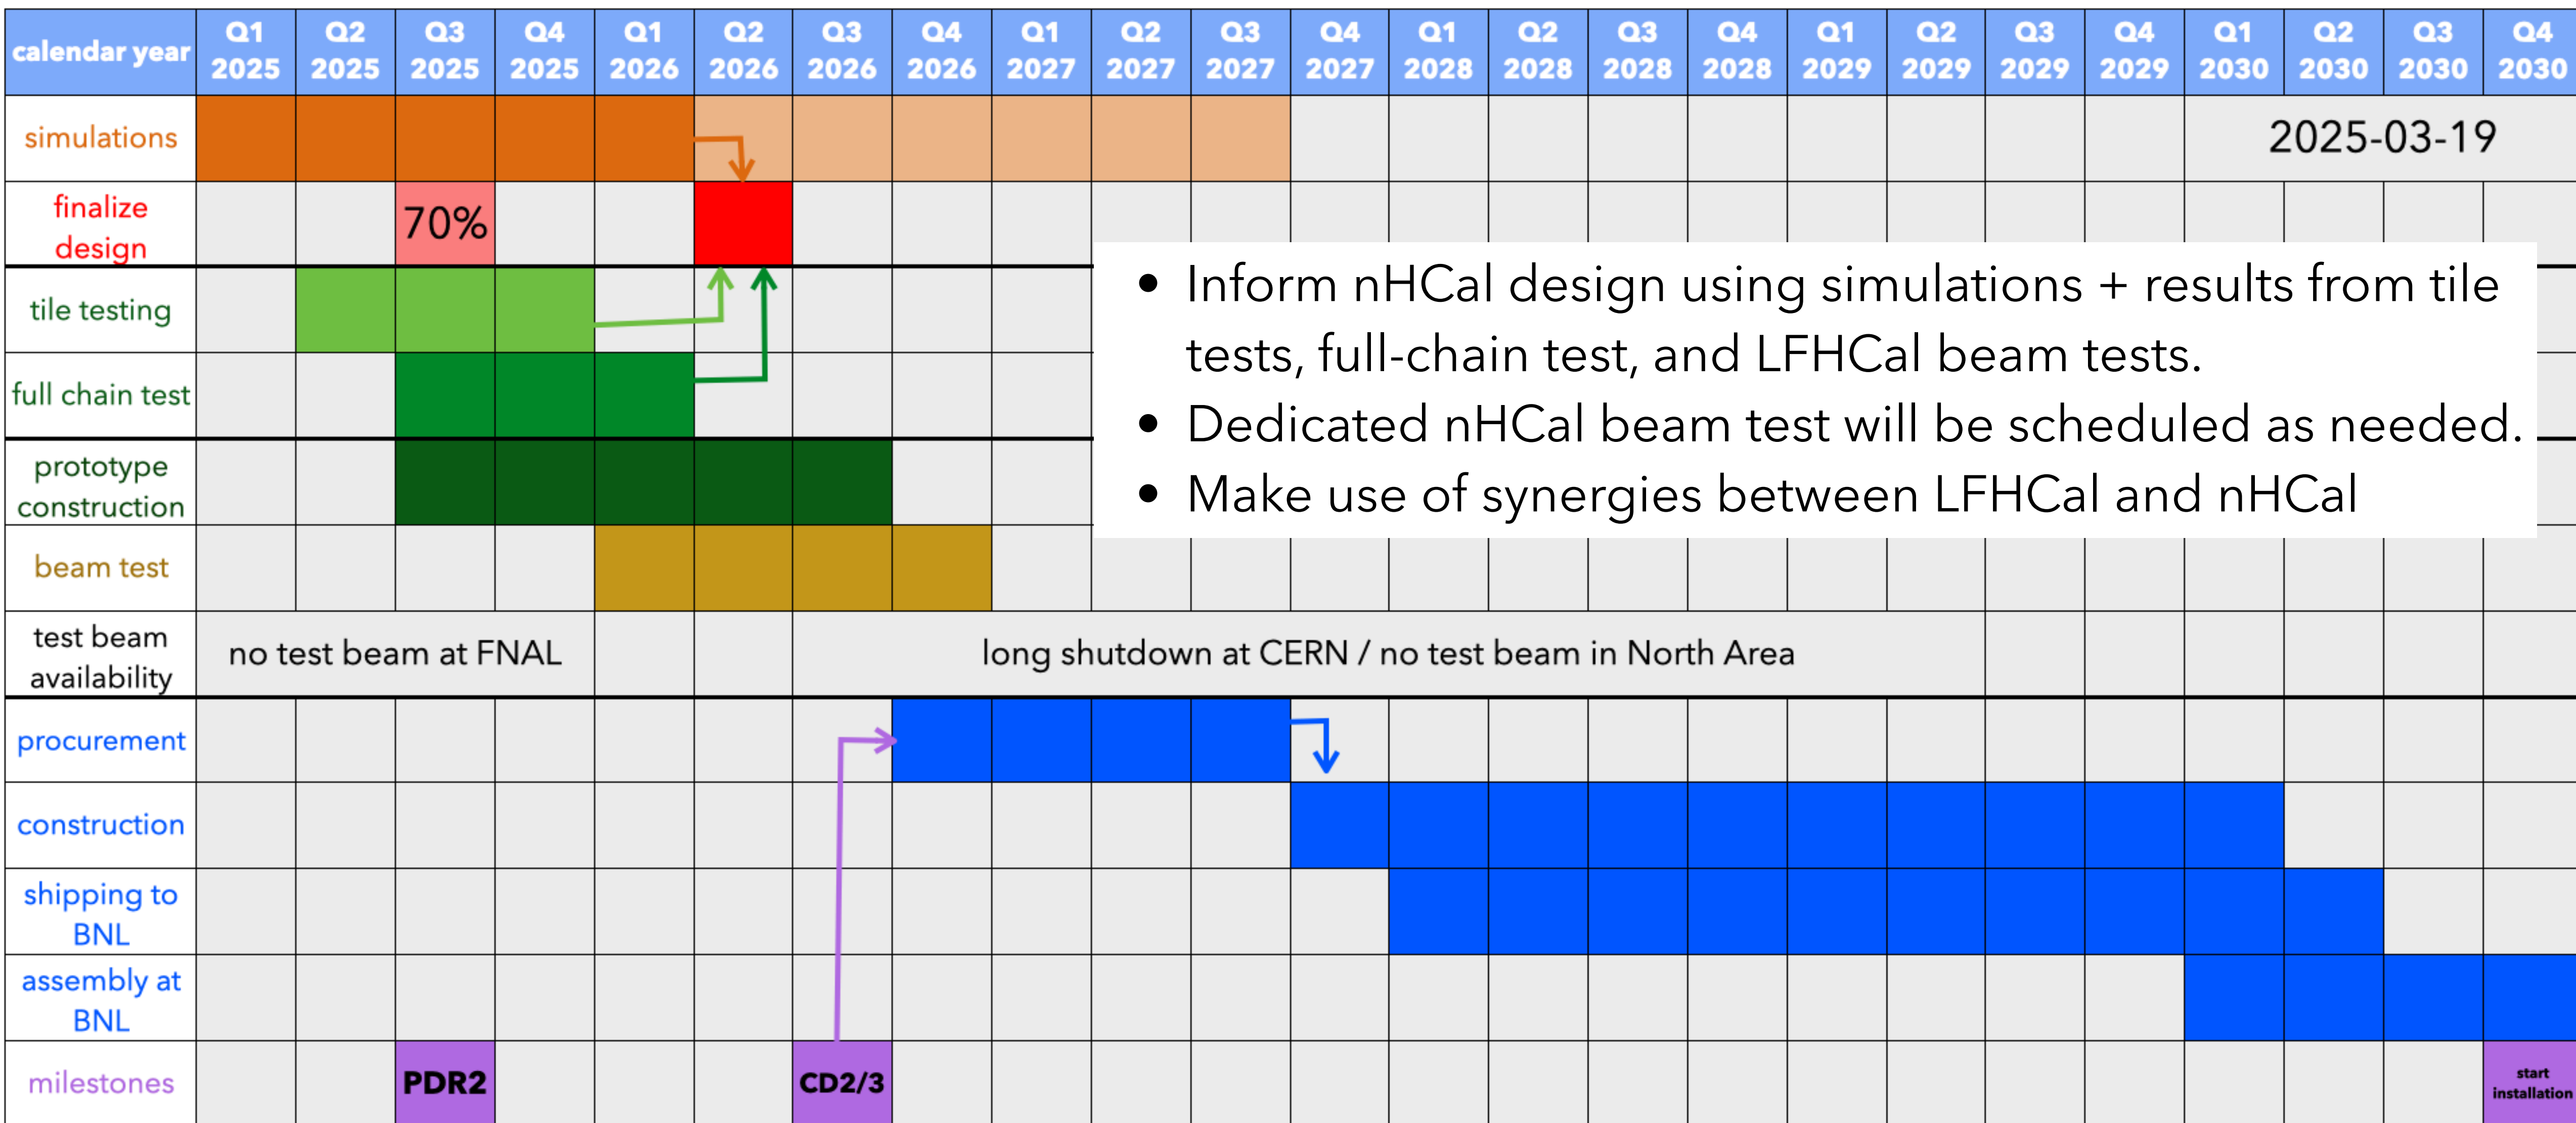 calendar year
Q1 2025
Q2 2025
Q3 2025
Q4 2025
Q1 2026
Q2 2026
Q3 2026
Q4 2026
Q1 2027
Q2 2027
Q3 2027
Q4 2027
Q1 2028
Q2 2028
Q3 2028
Q4 2028
Q1 2029
Q2 2029
Q3 2029
Q4 2029
Q1 2030
Q2 2030
Q3 2030
Q4 2030
simulations
2025-03-19
finalize
design
70%
• Inform nHCal design using simulations + results from tile
tests, full-chain test, and LFHCal beam tests.
• Dedicated nHCal beam test will be scheduled as needed.
• Make use of synergies between LFHCal and nHCal
tile testing
full chain test
prototype
construction
beam test
test beam
availability
no test beam at FNAL
long shutdown at CERN / no test beam in North Area
procurement
construction
shipping to
BNL
assembly at
BNL
milestones
PDR2
CD2/3
start
installation